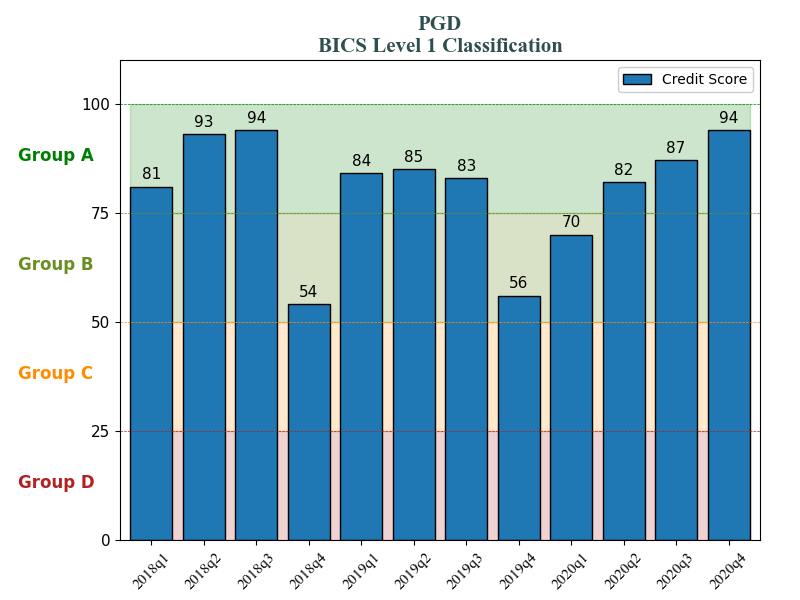 PGD
BICS Level 1 Classification
Credit Score
100
75
50
25
0
Group A
Group B
Group C
Group D
81
93
94
54
84
85
83
56
70
82
87
94
2018q1
2018q2
2018q3
2018q4
2019q1
2019q2
2019q3
2019q4
2020q1
2020q2
2020q3
2020q4